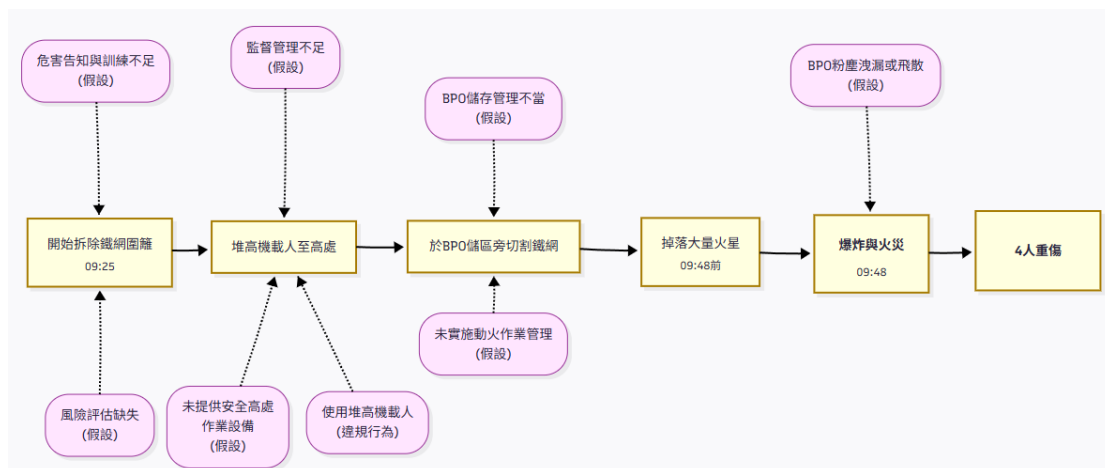 危害告知與訓練不足
(假設)
監督管理不足
(假設)
BPO儲存管理不當
(假設)
BPO粉塵洩漏或飛散
(假設)
開始拆除鐵網圍籬
09:25
堆高機載人至高處
於BPO儲區旁切割鐵網
掉落大量火星
09:48前
爆炸與火災
09:48
4人重傷
風險評估缺失
(假設)
未提供安全高處
作業設備
(假設)
使用堆高機載人
(違規行為)
未實施動火作業管理
(假設)